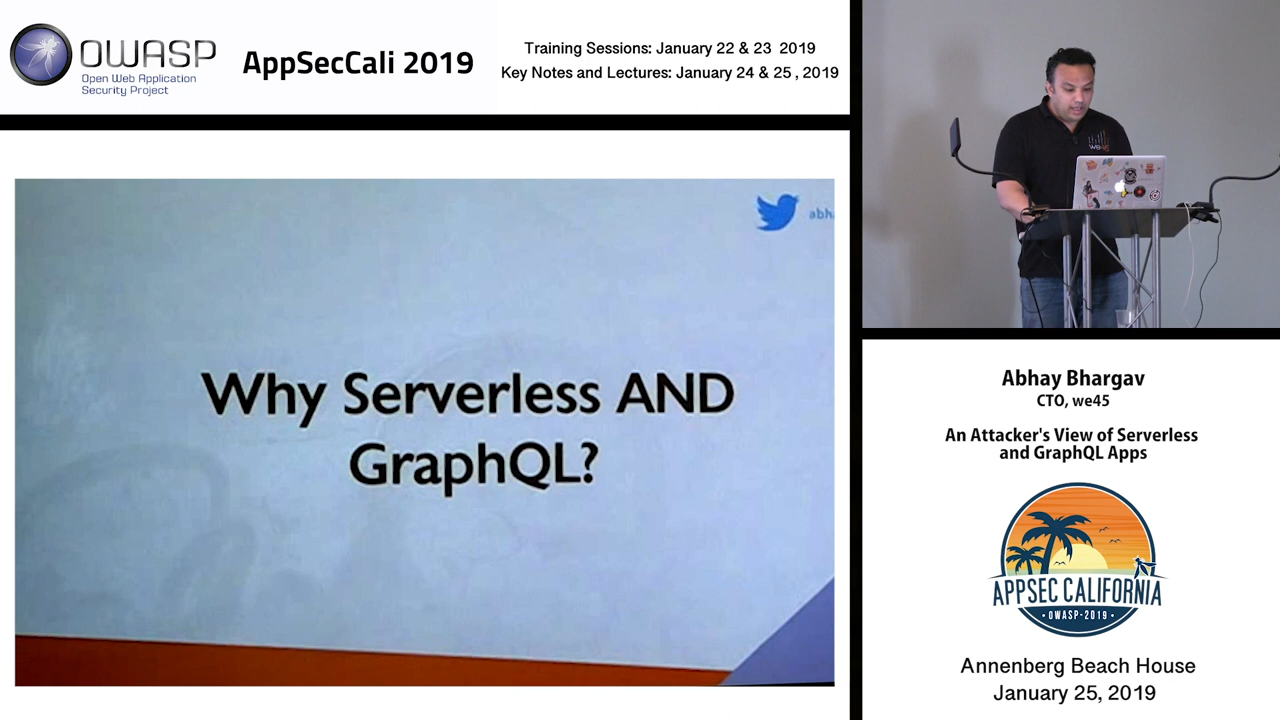 OWASP
Open Web Application
Security Project
AppSecCali 2019
Training Sessions: January 22 & 23 2019
Key Notes and Lectures: January 24 & 25 , 2019
Why Serverless AND
GraphQL?
Abhay Bhargav
CTO, we45
An Attacker's View of Serverless
and GraphQL Apps
APPSEC CALIFORNIA
• OWASP-2019 •
Annenberg Beach House
January 25, 2019